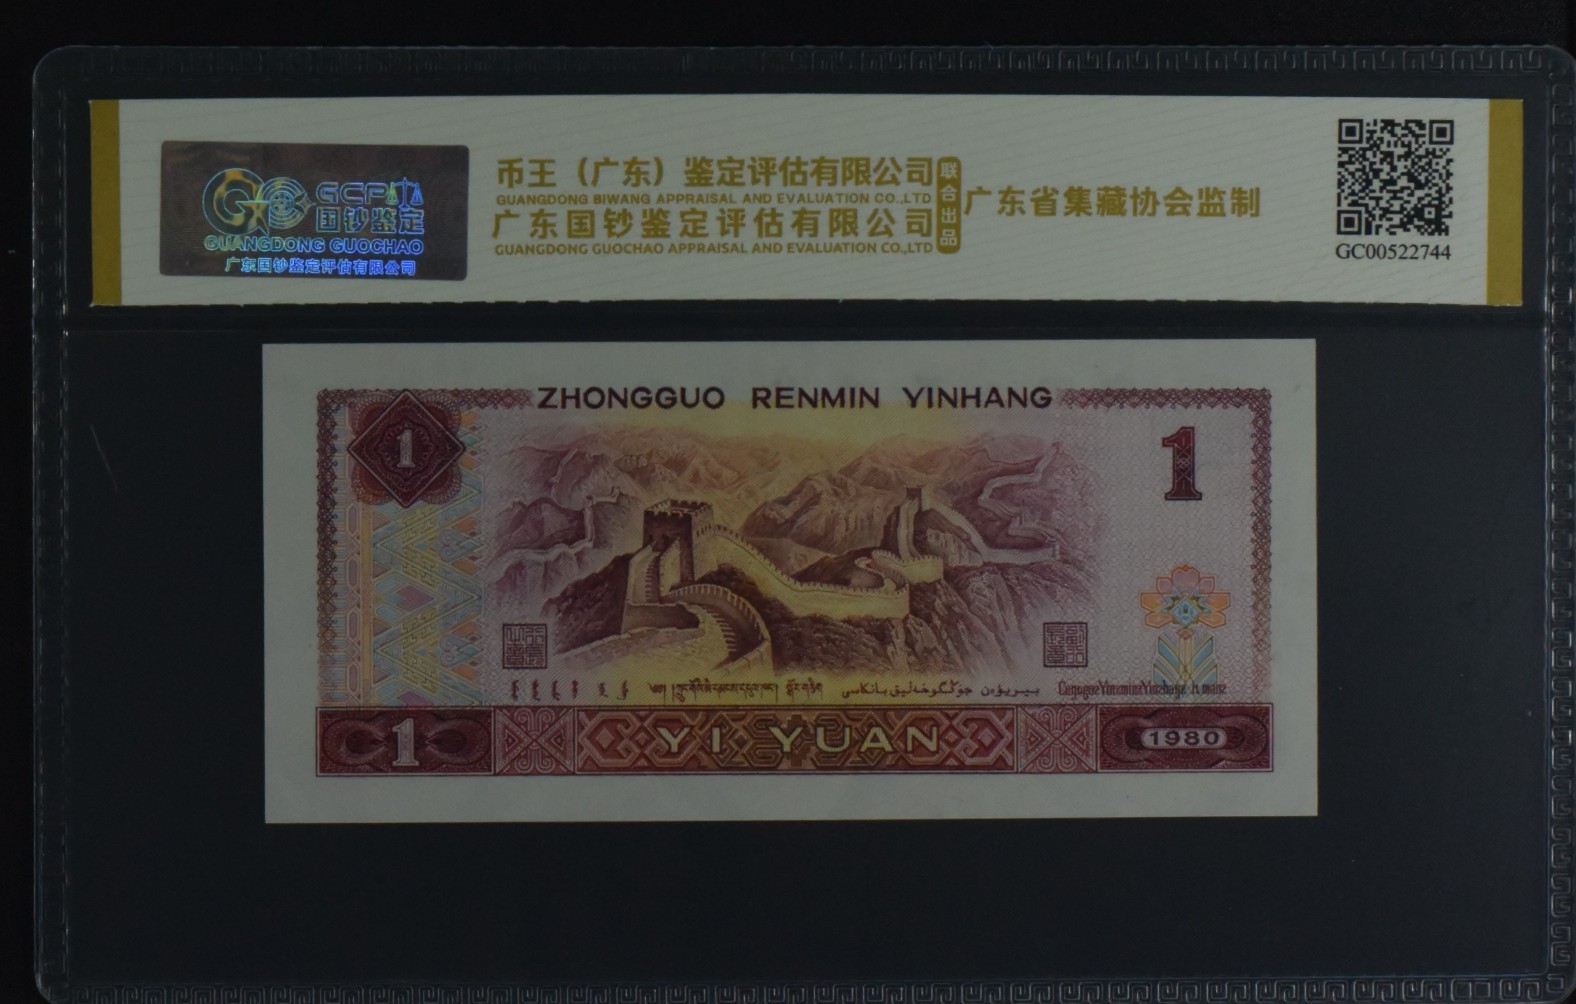 GCP
国钞鉴定
GUANGDONG GUOCHAO
广东国钞鉴定评估有限公司
币王（广东）鉴定评估有限公司
GUANGDONG BIWANG APPRAISAL AND EVALUATION CO.,LTD
广东国钞鉴定评估有限公司
GUANGDONG GUOCHAO APPRAISAL AND EVALUATION CO.,LTD
联合出品
广东省集藏协会监制
GC00522744
ZHONGGUO RENMIN YINHANG
1
1
بىريۇەن جۇڭگوخەلىق بانكاسى
1
YI YUAN
1980